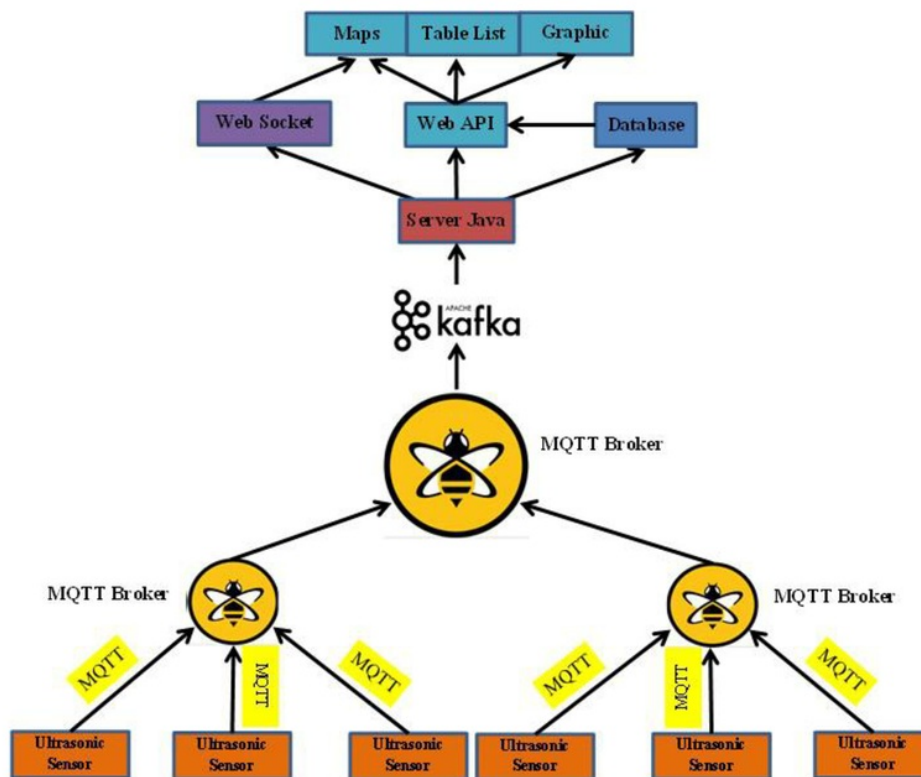 Maps
Table List
Graphic
Web Socket
Web API
Database
Server Java
APACHE
kafka
MQTT Broker
MQTT Broker
MQTT Broker
MQTT
MQTT
MQTT
MQTT
MQTT
MQTT
Ultrasonic
Sensor
Ultrasonic
Sensor
Ultrasonic
Sensor
Ultrasonic
Sensor
Ultrasonic
Sensor
Ultrasonic
Sensor